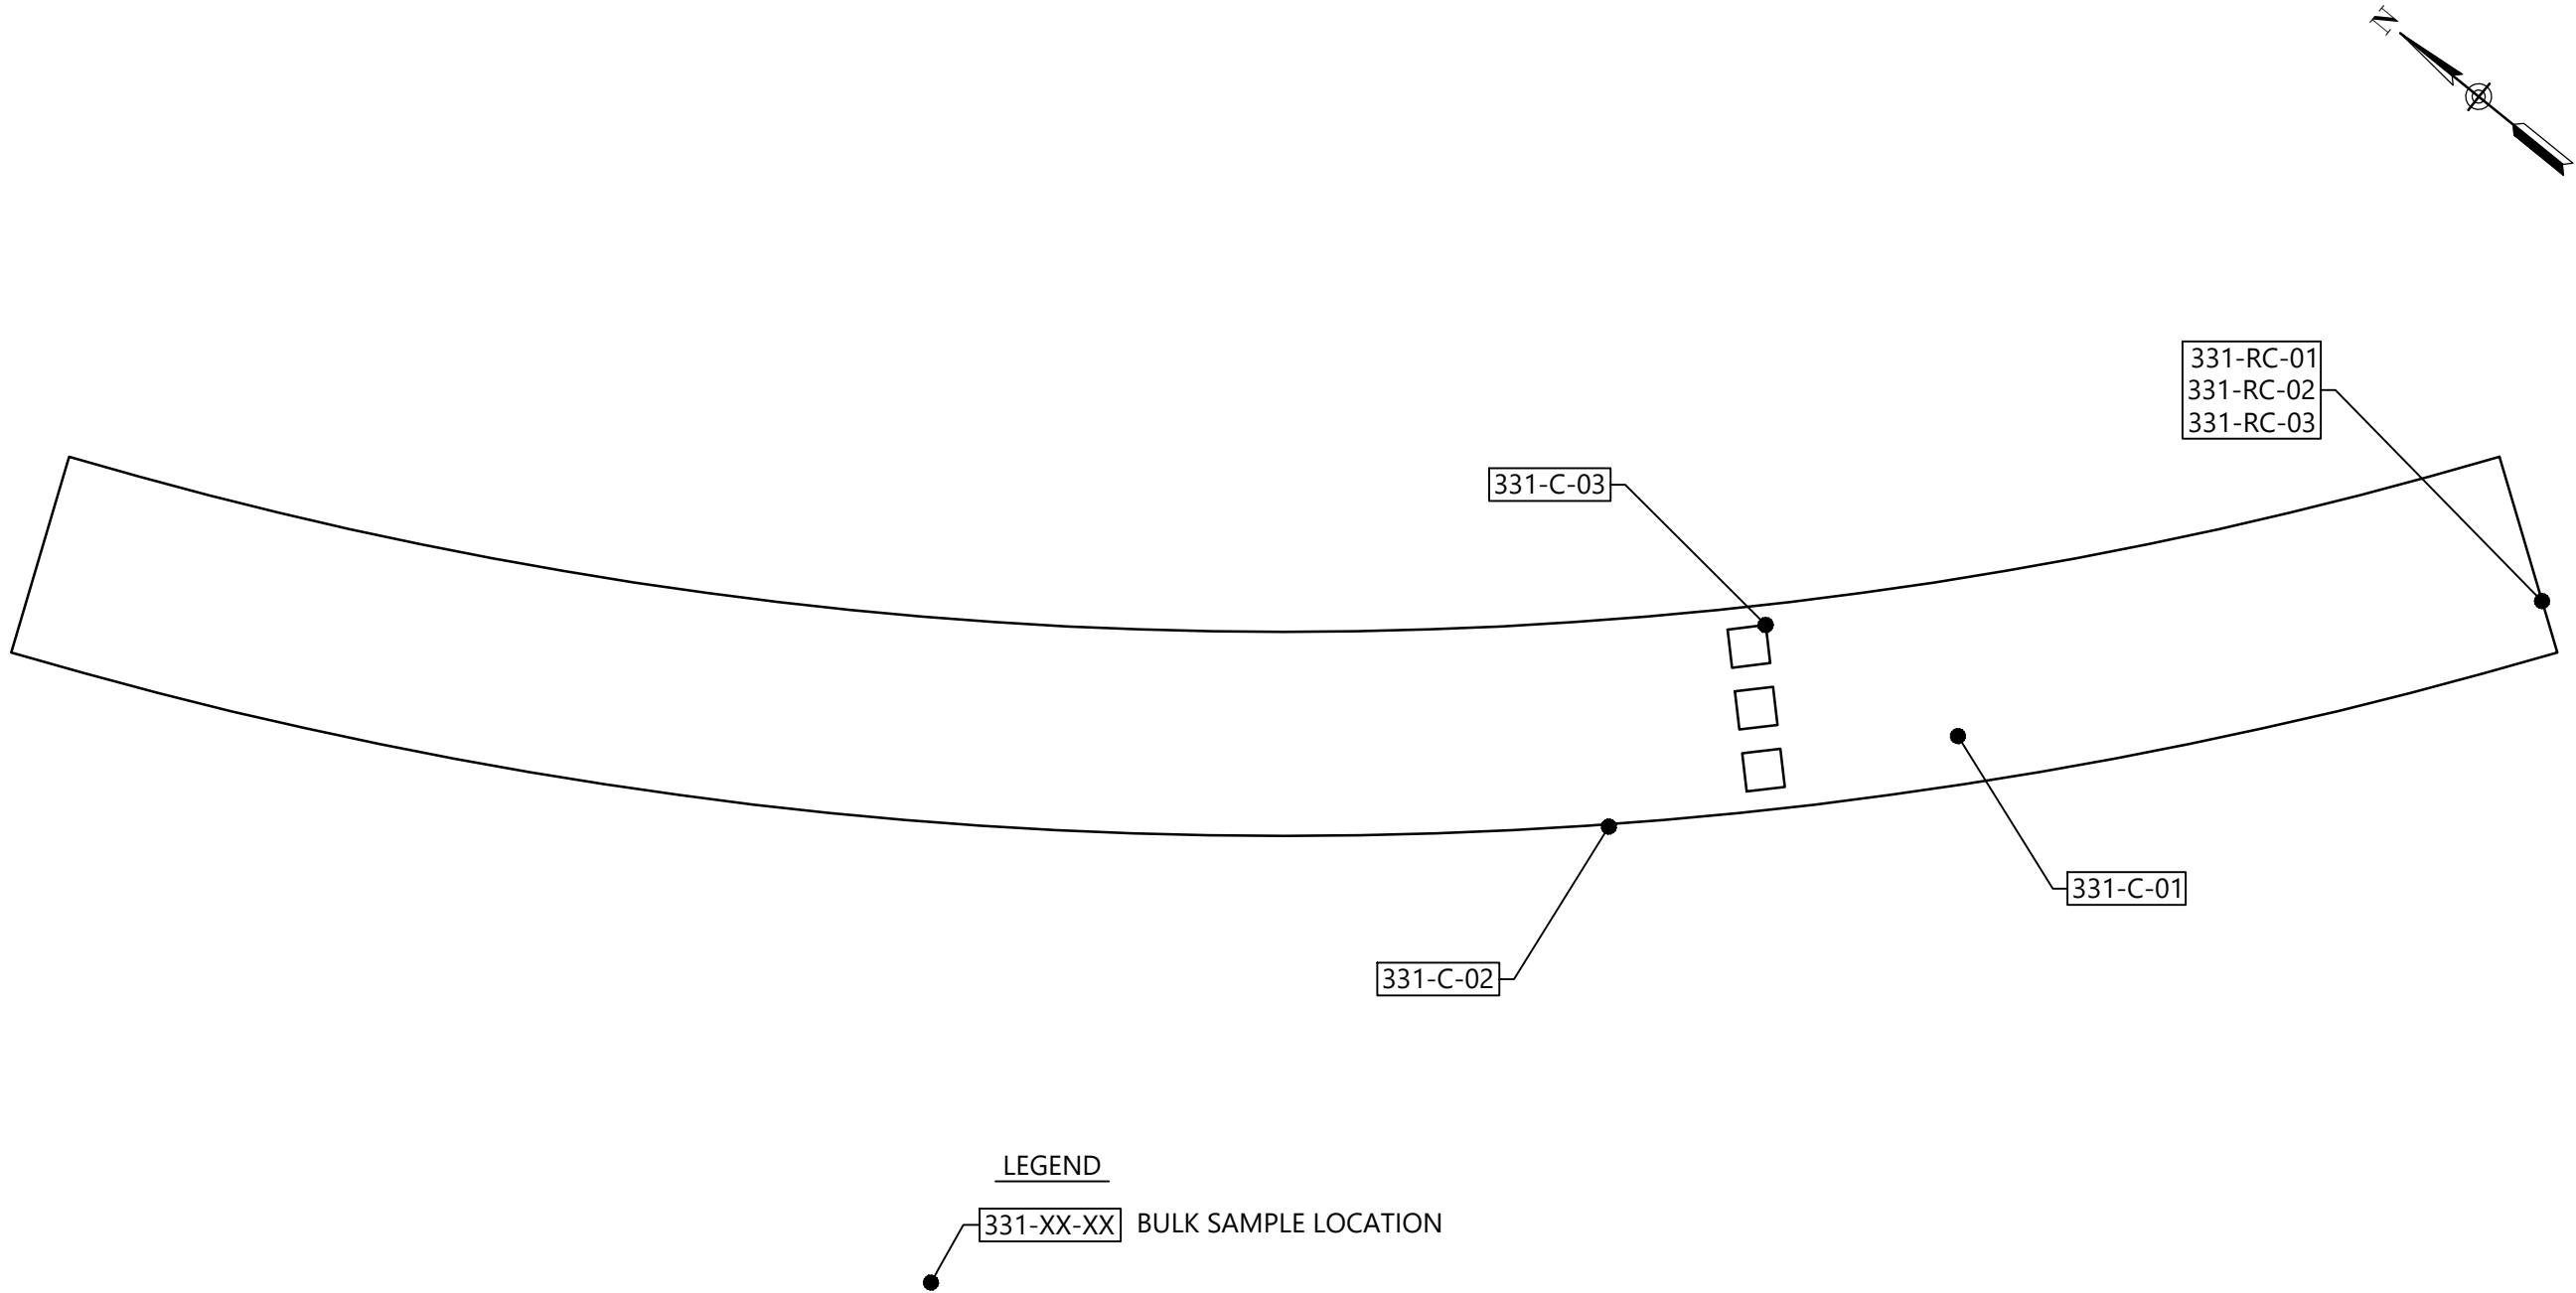 N
331-RC-01
331-RC-02
331-RC-03
331-C-03
331-C-01
331-C-02
LEGEND
331-XX-XX BULK SAMPLE LOCATION